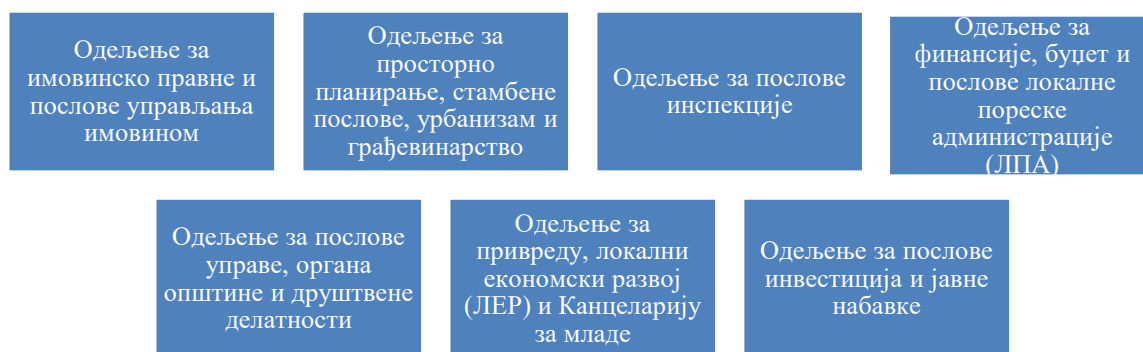 Одељење за
имовинско правне и
послове управљања
имовином
Одељење за
просторно
планирање, стамбене
послове, урбанизам и
грађевинарство
Одељење за послове
инспекције
Одељење за
финансије, буџет и
послове локалне
пореске
администрације
(ЛПА)
Одељење за послове
управе, органа
општине и друштвене
делатности
Одељење за
привреду, локални
економски развој
(ЛЕР) и Канцеларију
за младе
Одељење за послове
инвестиција и јавне
набавке